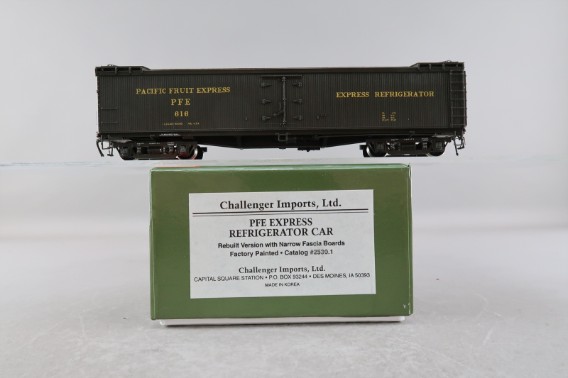 PACIFIC FRUIT EXPRESS
PFE
616
EXPRESS REFRIGERATOR
Challenger Imports, Ltd.
PFE EXPRESS
REFRIGERATOR CAR
Rebuilt Version with Narrow Fascia Boards
Factory Painted • Catalog #2539.1
Challenger Imports, Ltd.
CAPITAL SQUARE STATION • P.O. BOX 93244 • DES MOINES, IA 50393
MADE IN KOREA